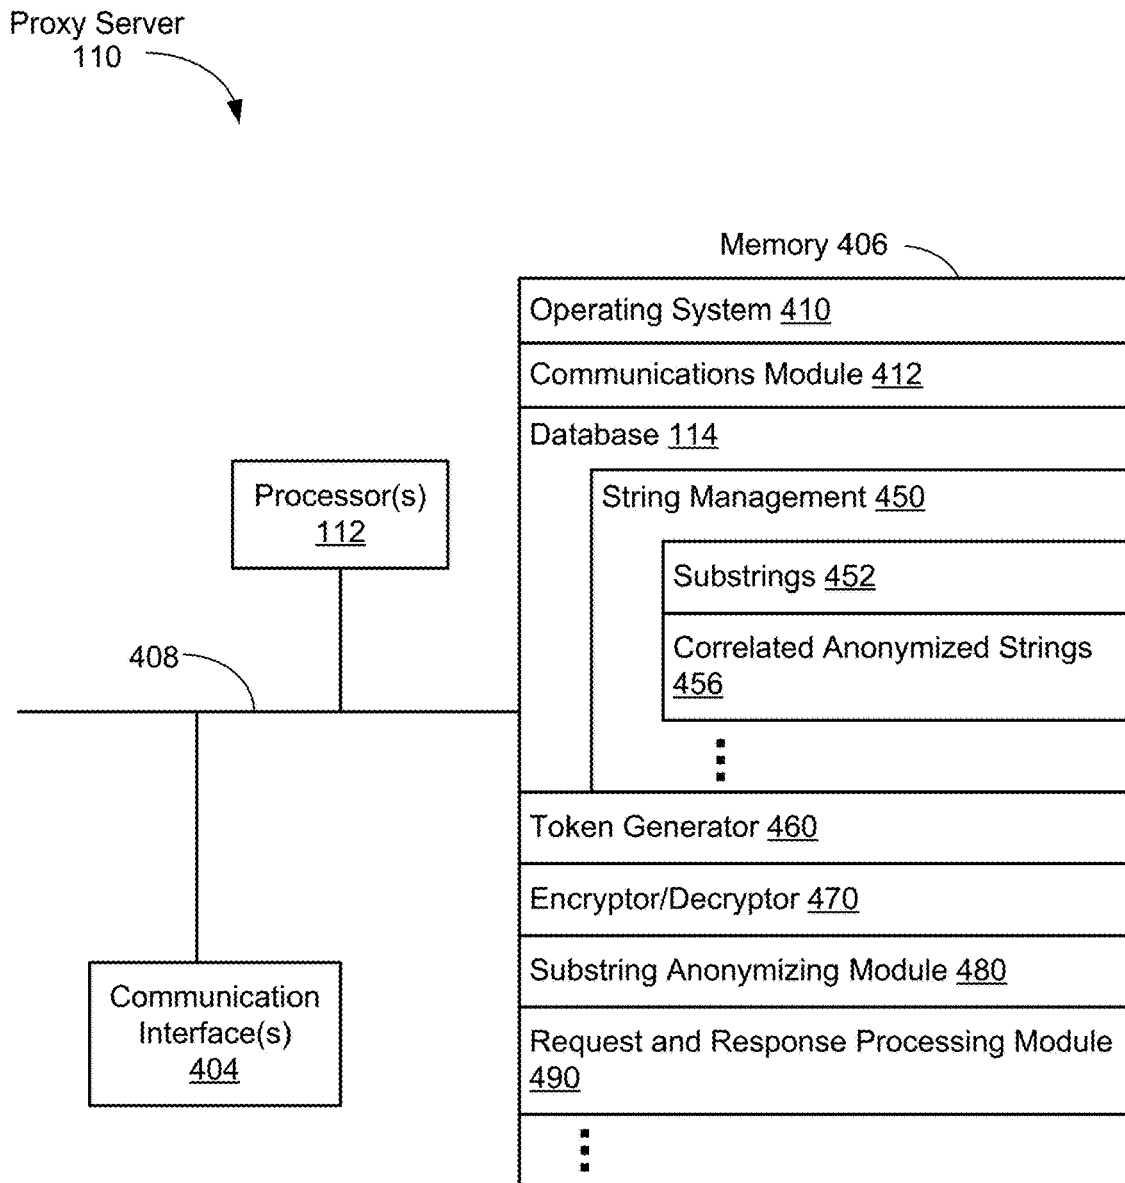 Proxy Server
110
Memory 406
Operating System 410
Communications Module 412
Database 114
String Management 450
Substrings 452
Correlated Anonymized Strings
456
Processor(s)
112
408
Token Generator 460
Encryptor/Decryptor 470
Substring Anonymizing Module 480
Request and Response Processing Module
490
Communication
Interface(s)
404